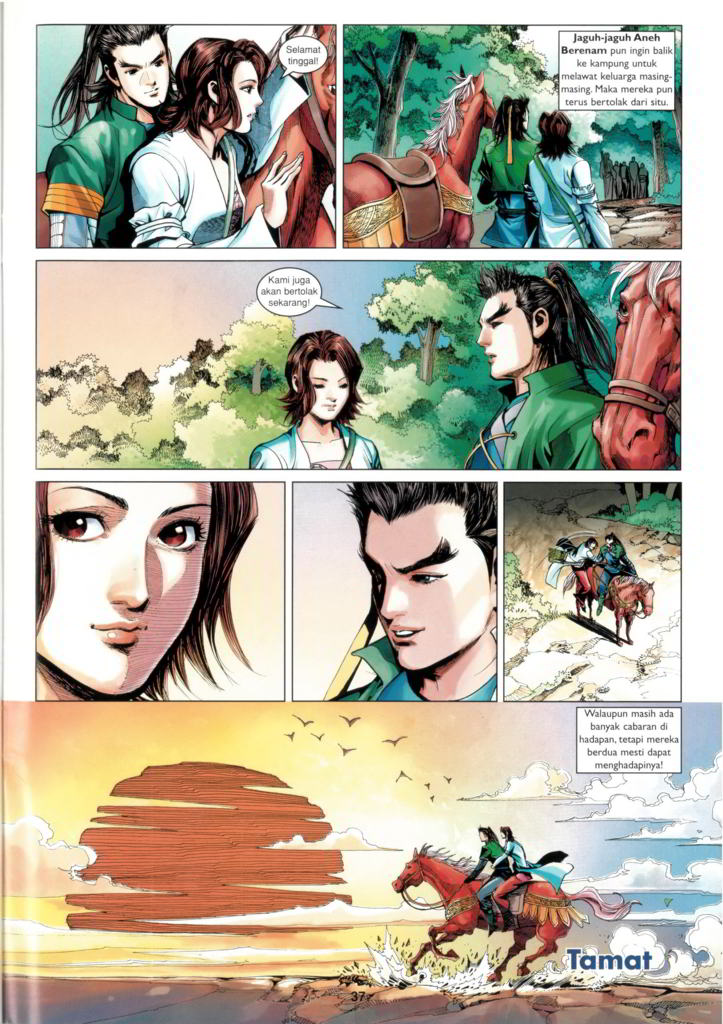 Selamat
tinggal!
Jaguh-jaguh Aneh
Berenam pun ingin balik
ke kampung untuk
melawat keluarga masing-
masing. Maka mereka pun
terus bertolak dari situ.
Kami juga
akan bertolak
sekarang!
Walaupun masih ada
banyak cabaran di
hadapan, tetapi mereka
berdua mesti dapat
menghadapinya!
Tamat
37